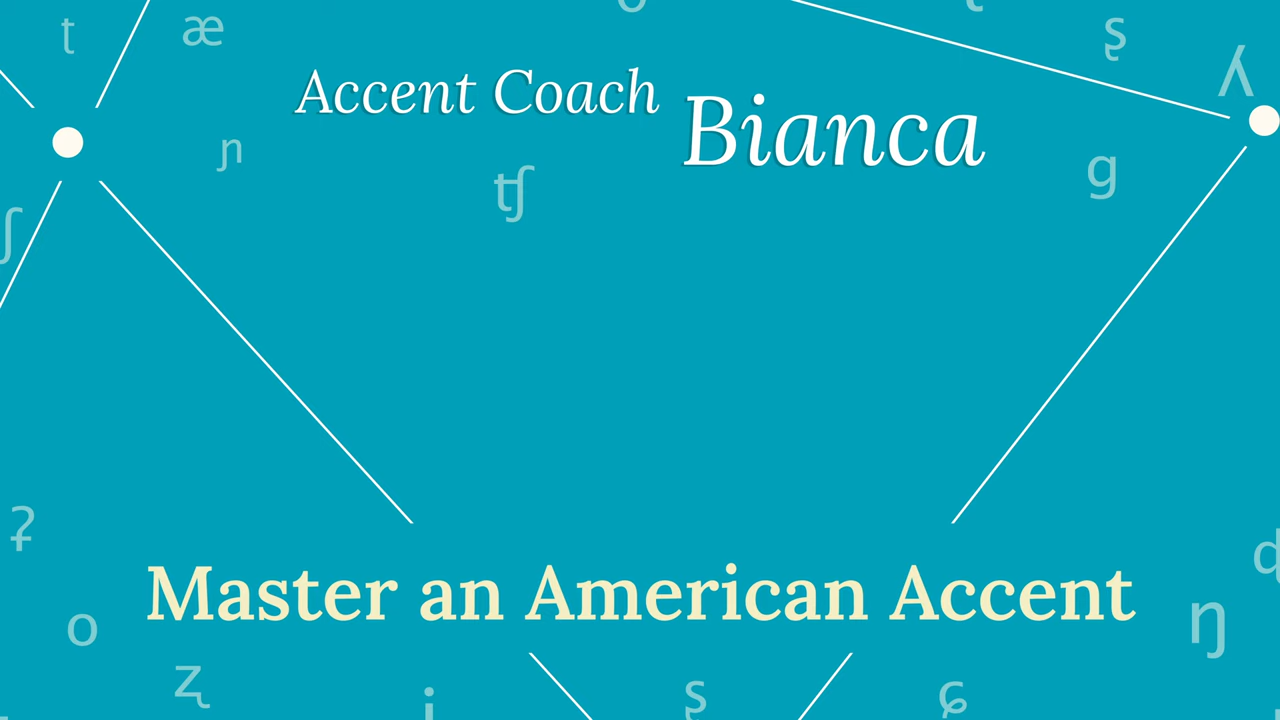 t
æ
ʂ
ʎ
Accent Coach Bianca
ɲ
ʧ
g
ʃ
Master an American Accent
o
ŋ
ʐ
i
ʂ
ɕ